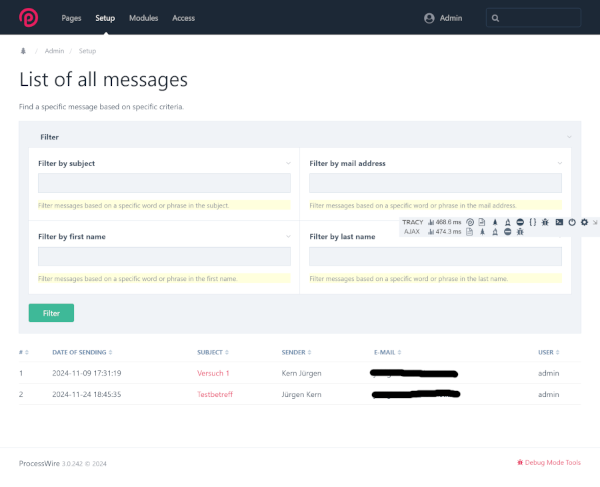 Pages Setup Modules Access Admin
/ Admin / Setup
List of all messages
Find a specific message based on specific criteria.
Filter
Filter by subject
Filter messages based on a specific word or phrase in the subject.
Filter by mail address
Filter messages based on a specific word or phrase in the mail address.
TRACY 468.6 ms
AJAX 474.3 ms
Filter by first name
Filter messages based on a specific word or phrase in the first name.
Filter by last name
Filter messages based on a specific word or phrase in the last name.
Filter
# DATE OF SENDING SUBJECT SENDER E-MAIL USER
1 2024-11-09 17:31:19 Versuch 1 Kern Jürgen admin
2 2024-11-24 18:45:35 Testbetreff Jürgen Kern admin
ProcessWire 3.0.242 © 2024
Debug Mode Tools